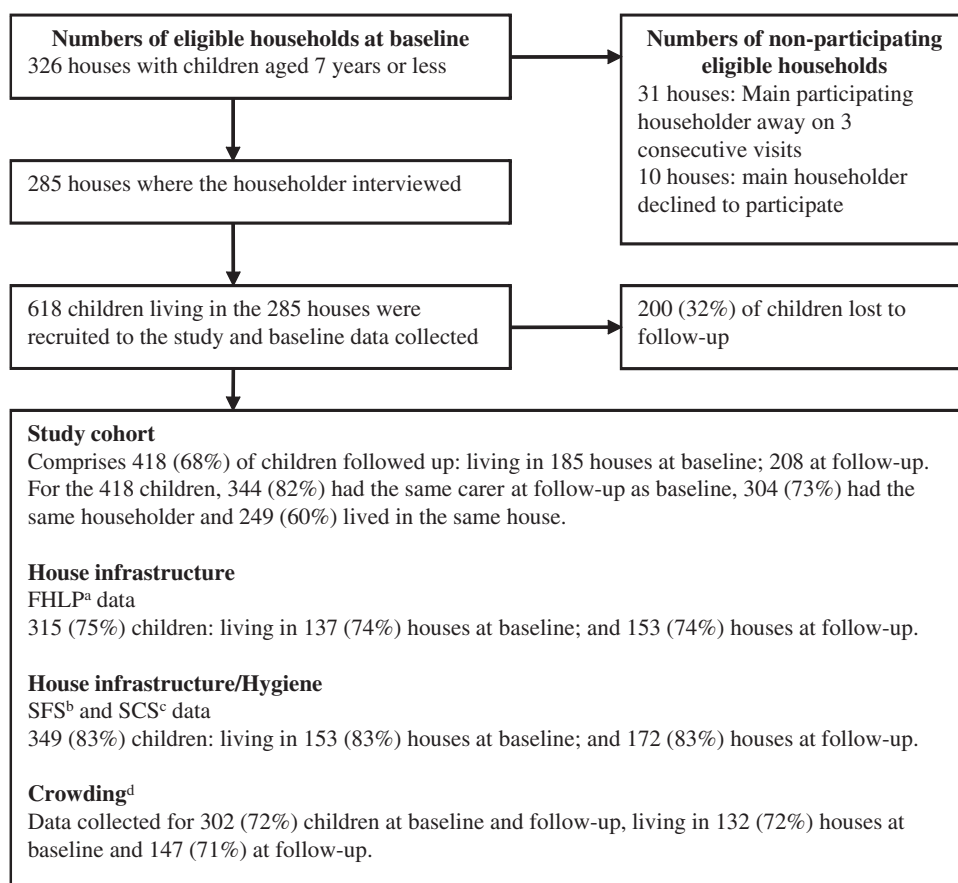 Numbers of eligible households at baseline
326 houses with children aged 7 years or less
Numbers of non-participating
eligible households
31 houses: Main participating
householder away on 3
consecutive visits
10 houses: main householder
declined to participate
285 houses where the householder interviewed
618 children living in the 285 houses were
recruited to the study and baseline data collected
200 (32%) of children lost to
follow-up
Study cohort
Comprises 418 (68%) of children followed up: living in 185 houses at baseline; 208 at follow-up.
For the 418 children, 344 (82%) had the same carer at follow-up as baseline, 304 (73%) had the
same householder and 249 (60%) lived in the same house.
House infrastructure
FHLPᵃ data
315 (75%) children: living in 137 (74%) houses at baseline; and 153 (74%) houses at follow-up.
House infrastructure/Hygiene
SFSᵇ and SCSᶜ data
349 (83%) children: living in 153 (83%) houses at baseline; and 172 (83%) houses at follow-up.
Crowdingᵈ
Data collected for 302 (72%) children at baseline and follow-up, living in 132 (72%) houses at
baseline and 147 (71%) at follow-up.